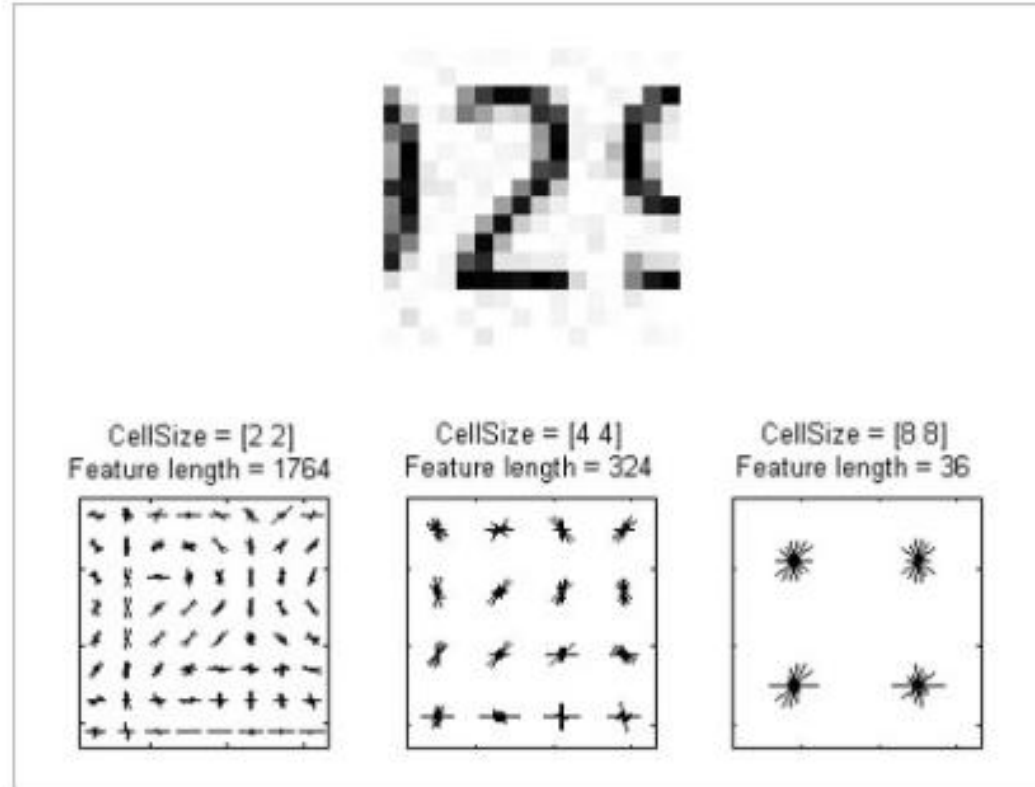 2
CellSize = [2 2]
Feature length = 1764
CellSize = [4 4]
Feature length = 324
CellSize = [8 8]
Feature length = 36